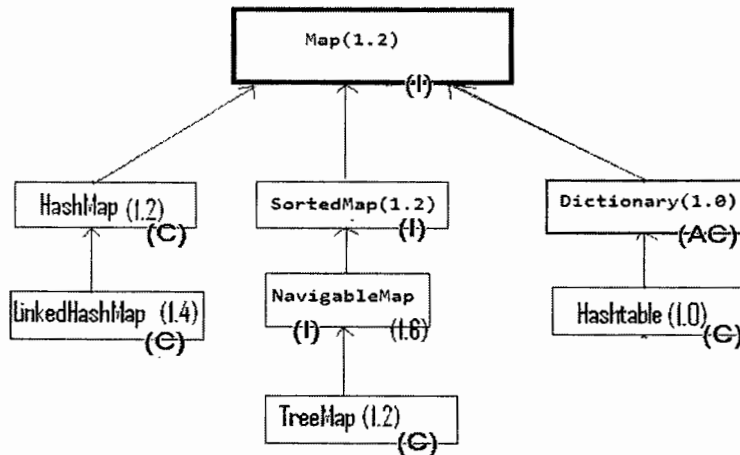 Map(1.2)
(I)
HashMap (1.2)
(C)
SortedMap(1.2)
(I)
Dictionary(1.0)
(AC)
LinkedHashMap (1.4)
(C)
NavigableMap
(I) (1.6)
Hashtable (1.0)
(C)
TreeMap (1.2)
(C)